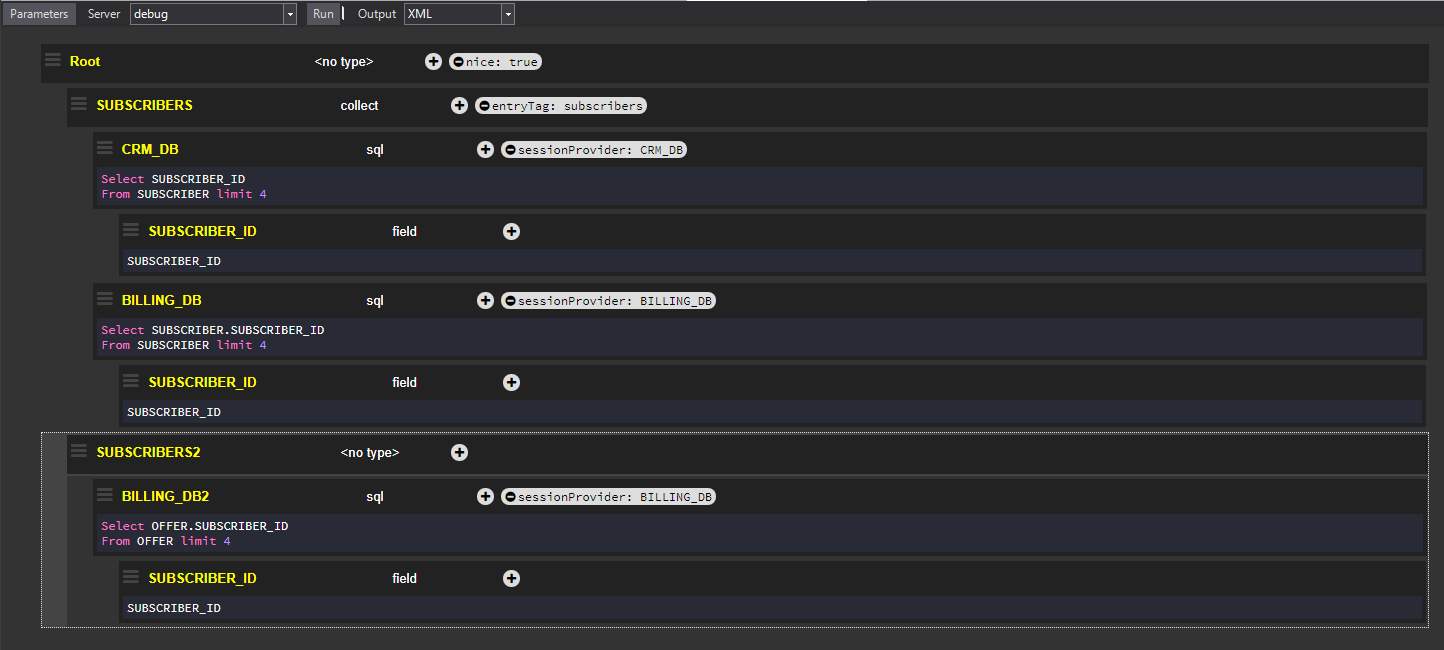 Parameters Server debug Run Output XML
Root <no type> nice: true
SUBSCRIBERS collect entryTag: subscribers
CRM_DB sql sessionProvider: CRM_DB
Select SUBSCRIBER_ID
From SUBSCRIBER limit 4
SUBSCRIBER_ID field
SUBSCRIBER_ID
BILLING_DB sql sessionProvider: BILLING_DB
Select SUBSCRIBER.SUBSCRIBER_ID
From SUBSCRIBER limit 4
SUBSCRIBER_ID field
SUBSCRIBER_ID
SUBSCRIBERS2 <no type>
BILLING_DB2 sql sessionProvider: BILLING_DB
Select OFFER.SUBSCRIBER_ID
From OFFER limit 4
SUBSCRIBER_ID field
SUBSCRIBER_ID